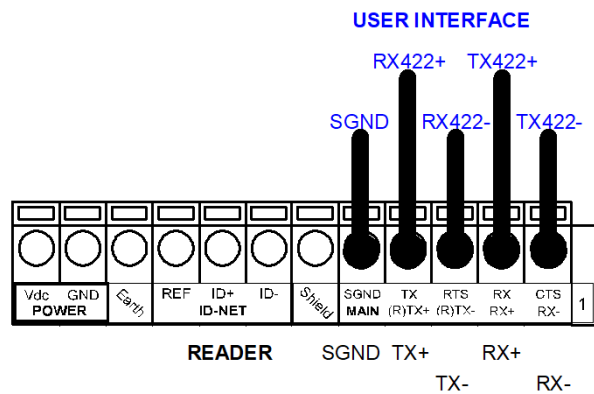 USER INTERFACE
RX422+ TX422+
SGND RX422- TX422-
Vdc GND Earth REF ID+ ID- Shield SGND TX RTS RX CTS
POWER ID-NET MAIN (R)TX+ (R)TX- RX+ RX- 1
READER SGND TX+ RX+
TX- RX-